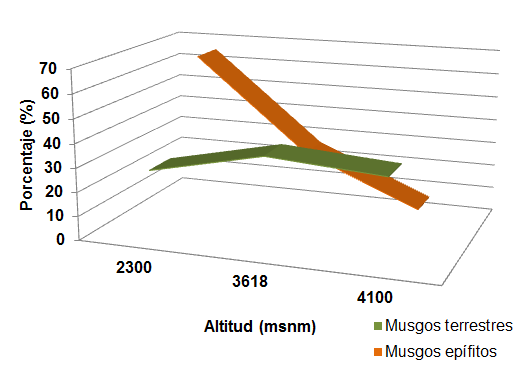 70
60
50
40
30
20
10
0
Porcentaje (%)
2300
3618
4100
Altitud (msnm)
Musgos terrestres
Musgos epífitos